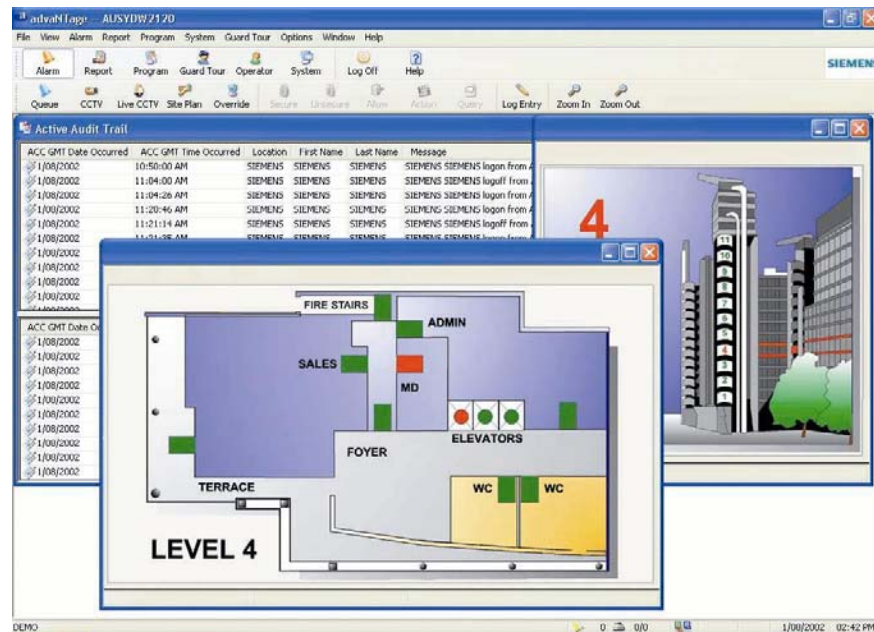 advaNTage - AUSYDW2120
File View Alarm Report Program System Guard Tour Options Window Help
Alarm Report Program Guard Tour Operator System Log Off Help
SIEMENS
Queue CCTV Live CCTV Site Plan Override Secure Unsecure Allow Action Query Log Entry Zoom In Zoom Out
Active Audit Trail
ACC GMT Date Occurred ACC GMT Time Occurred Location First Name Last Name Message
1/08/2002 10:50:00 AM SIEMENS SIEMENS SIEMENS SIEMENS SIEMENS logon from A
1/08/2002 11:04:00 AM SIEMENS SIEMENS SIEMENS SIEMENS SIEMENS logoff from
1/08/2002 11:04:26 AM SIEMENS SIEMENS SIEMENS SIEMENS SIEMENS logon from A
1/08/2002 11:20:46 AM SIEMENS SIEMENS SIEMENS SIEMENS SIEMENS logon from A
1/08/2002 11:21:14 AM SIEMENS SIEMENS SIEMENS SIEMENS SIEMENS logoff from
1/08/2002
1/08/2002
1/08/2002
1/08/2002
1/08/2002
ACC GMT Date
1/08/2002
1/08/2002
1/08/2002
1/08/2002
1/08/2002
1/08/2002
1/08/2002
1/08/2002
1/08/2002
1/08/2002
4
11
10
9
8
7
6
5
4
3
2
1
FIRE STAIRS
ADMIN
SALES
MD
ELEVATORS
FOYER
TERRACE
WC WC
LEVEL 4
DEMO 0 0/0 1/08/2002 02:42 PM